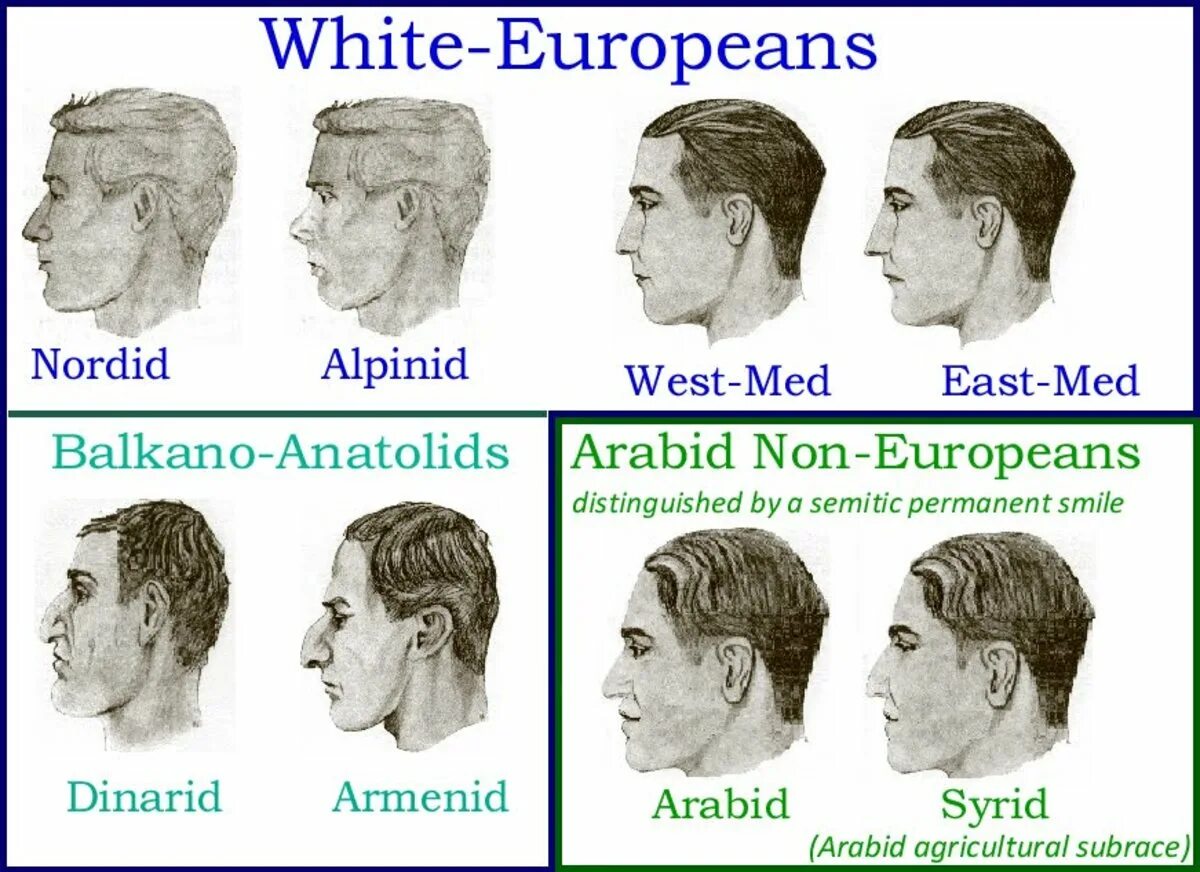 White-Europeans
Nordid
Alpinid
West-Med
East-Med
Balkano-Anatolids
Dinarid
Armenid
Arabid Non-Europeans
distinguished by a semitic permanent smile
Arabid
Syrid
(Arabid agricultural subrace)